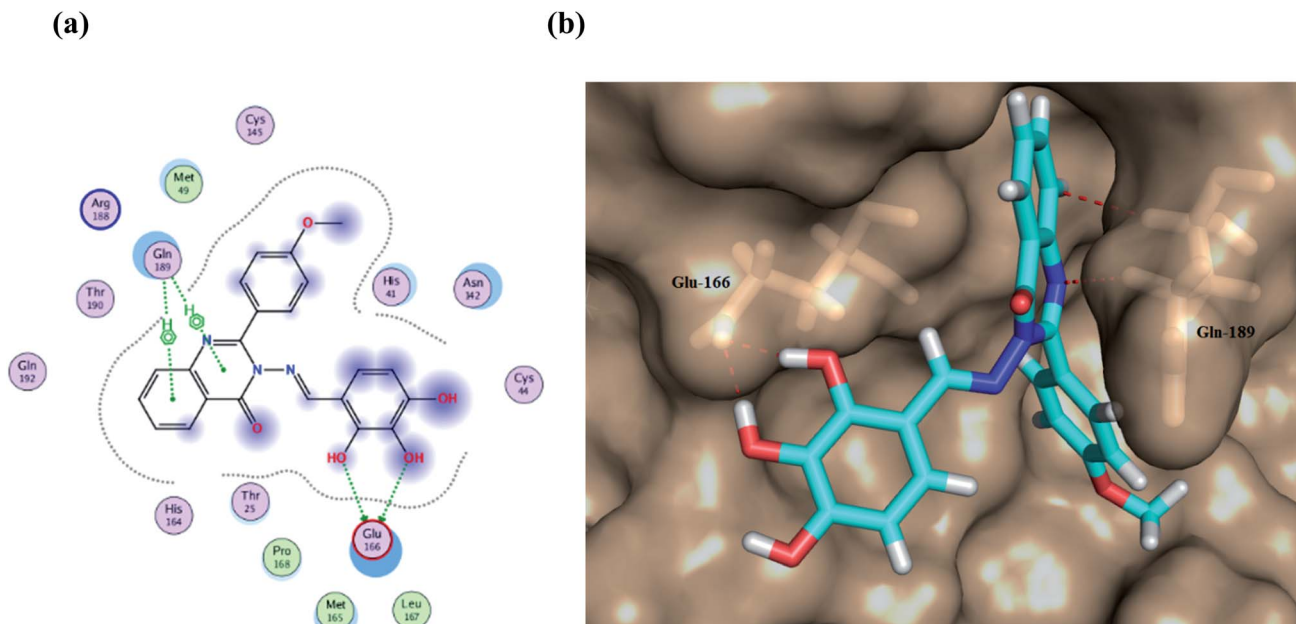 (a)
(b)
Cys
145
Met
49
Arg
188
Gln
189
Thr
190
Gln
192
His
41
Asn
142
Cys
44
His
164
Thr
25
Pro
168
Met
165
Leu
167
Glu
166
O
H
H
N
N
N
O
OH
HO
OH
Glu-166
Gln-189